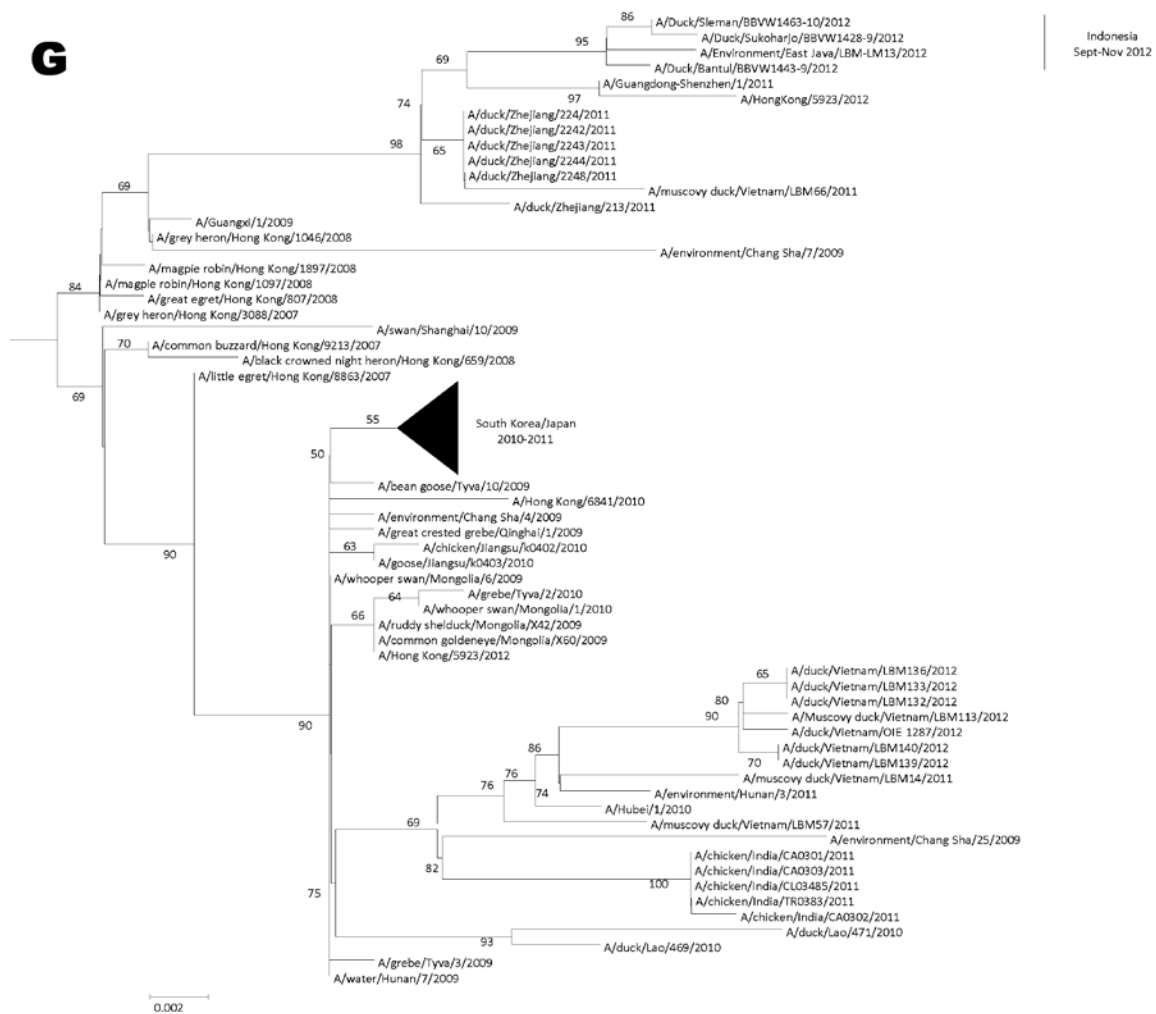 G
86
A/Duck/Sleman/BBVW1463-10/2012
A/Duck/Sukoharjo/BBVW1428-9/2012
95
A/Environment/East Java/LBM-LM13/2012
A/Duck/Bantul/BBVW1443-9/2012
Indonesia
Sept-Nov 2012
69
A/Guangdong-Shenzhen/1/2011
97
A/HongKong/5923/2012
74
A/duck/Zhejiang/224/2011
A/duck/Zhejiang/2242/2011
98
65
A/duck/Zhejiang/2243/2011
A/duck/Zhejiang/2244/2011
A/duck/Zhejiang/2248/2011
A/muscovy duck/Vietnam/LBM66/2011
A/duck/Zhejiang/213/2011
69
A/Guangxi/1/2009
A/grey heron/Hong Kong/1046/2008
A/environment/Chang Sha/7/2009
A/magpie robin/Hong Kong/1897/2008
84
A/magpie robin/Hong Kong/1097/2008
A/great egret/Hong Kong/807/2008
A/grey heron/Hong Kong/3088/2007
A/swan/Shanghai/10/2009
70
A/common buzzard/Hong Kong/9213/2007
A/black crowned night heron/Hong Kong/659/2008
A/little egret/Hong Kong/8863/2007
69
55
South Korea/Japan
2010-2011
50
A/bean goose/Tyva/10/2009
A/Hong Kong/6841/2010
A/environment/Chang Sha/4/2009
A/great crested grebe/Qinghai/1/2009
90
63
A/chicken/Jiangsu/k0402/2010
A/goose/Jiangsu/k0403/2010
A/whooper swan/Mongolia/6/2009
64
A/grebe/Tyva/2/2010
A/whooper swan/Mongolia/1/2010
66
A/ruddy shelduck/Mongolia/X42/2009
A/common goldeneye/Mongolia/X60/2009
A/Hong Kong/5923/2012
65
A/duck/Vietnam/LBM136/2012
A/duck/Vietnam/LBM133/2012
80
A/duck/Vietnam/LBM132/2012
90
90
A/Muscovy duck/Vietnam/LBM113/2012
A/duck/Vietnam/OIE 1287/2012
86
A/duck/Vietnam/LBM140/2012
70
A/duck/Vietnam/LBM139/2012
76
A/muscovy duck/Vietnam/LBM14/2011
76
74
A/environment/Hunan/3/2011
A/Hubei/1/2010
69
A/muscovy duck/Vietnam/LBM57/2011
A/environment/Chang Sha/25/2009
82
A/chicken/India/CA0301/2011
A/chicken/India/CA0303/2011
100
A/chicken/India/CL03485/2011
75
A/chicken/India/TR0383/2011
A/chicken/India/CA0302/2011
A/duck/Lao/471/2010
93
A/duck/Lao/469/2010
A/grebe/Tyva/3/2009
A/water/Hunan/7/2009
0.002